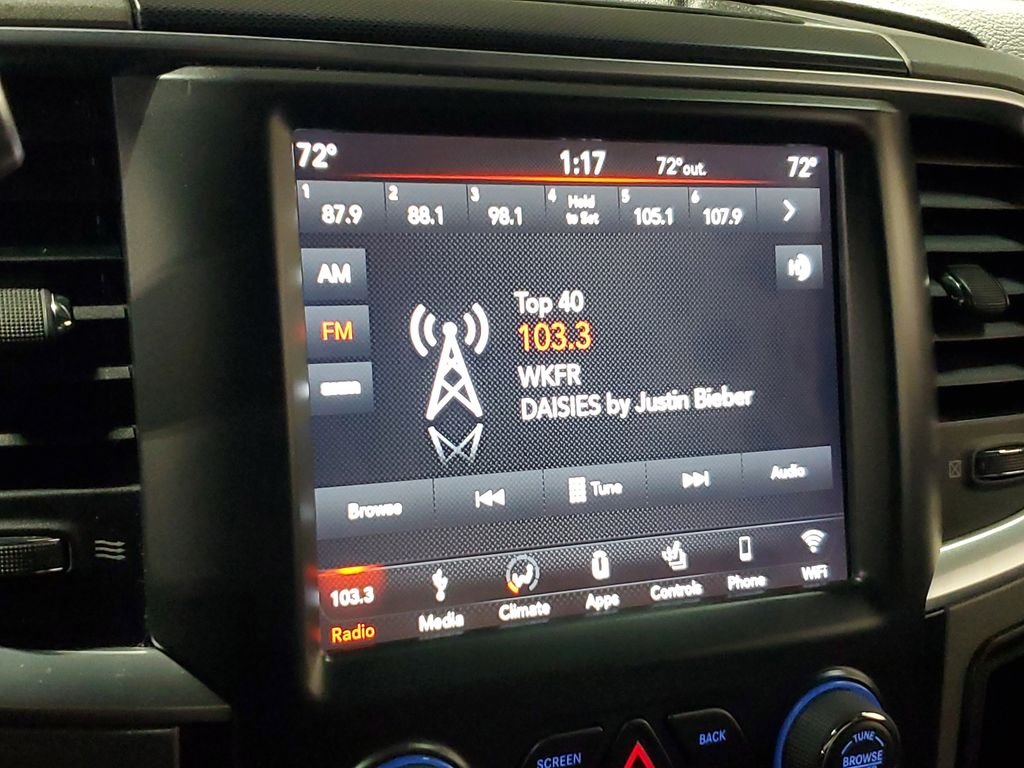 72° 1:17 72° out. 72°
1 87.9 2 88.1 3 98.1 4 Hold to Set 5 105.1 6 107.9
AM
HD
Top 40
FM
103.3
WKFR
DAISIES by Justin Bieber
Browse Tune Audio
103.3
Radio Media Climate Apps Controls Phone WiFi
SCREEN BACK TUNE
BROWSE